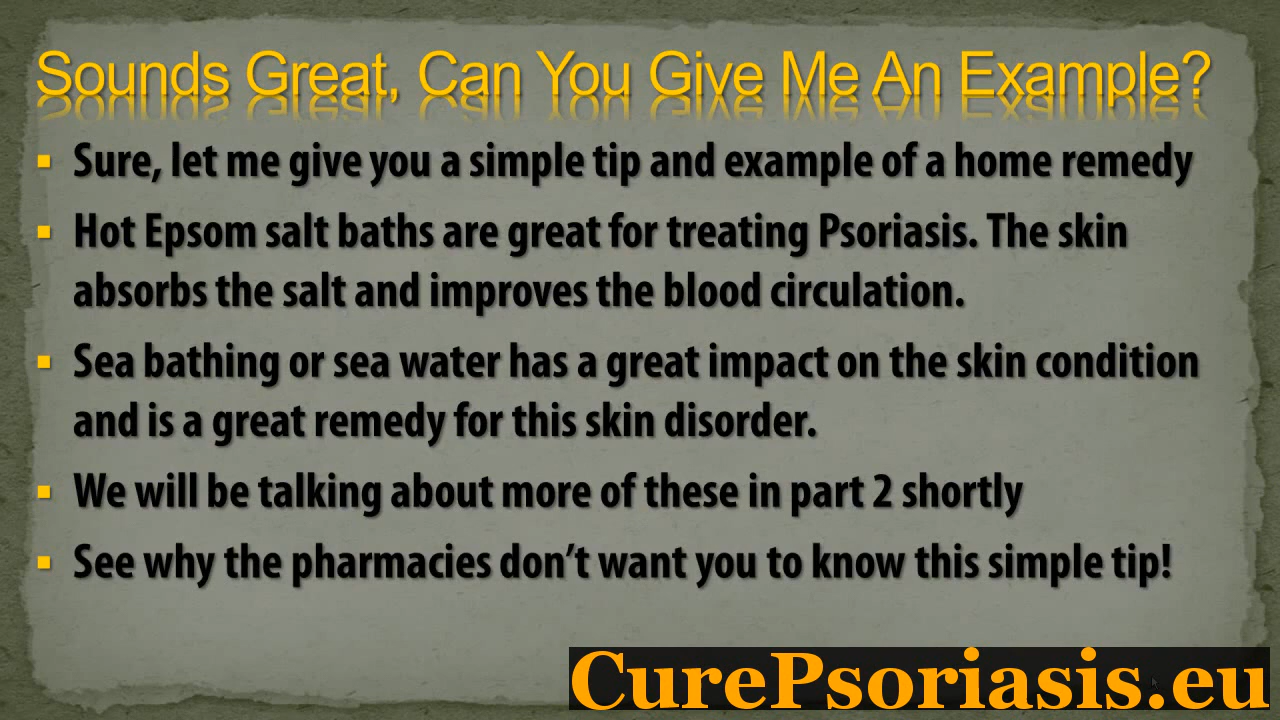 Sounds Great, Can You Give Me An Example?
▪ Sure, let me give you a simple tip and example of a home remedy
▪ Hot Epsom salt baths are great for treating Psoriasis. The skin
absorbs the salt and improves the blood circulation.
▪ Sea bathing or sea water has a great impact on the skin condition
and is a great remedy for this skin disorder.
▪ We will be talking about more of these in part 2 shortly
▪ See why the pharmacies don’t want you to know this simple tip!
CurePsoriasis.eu